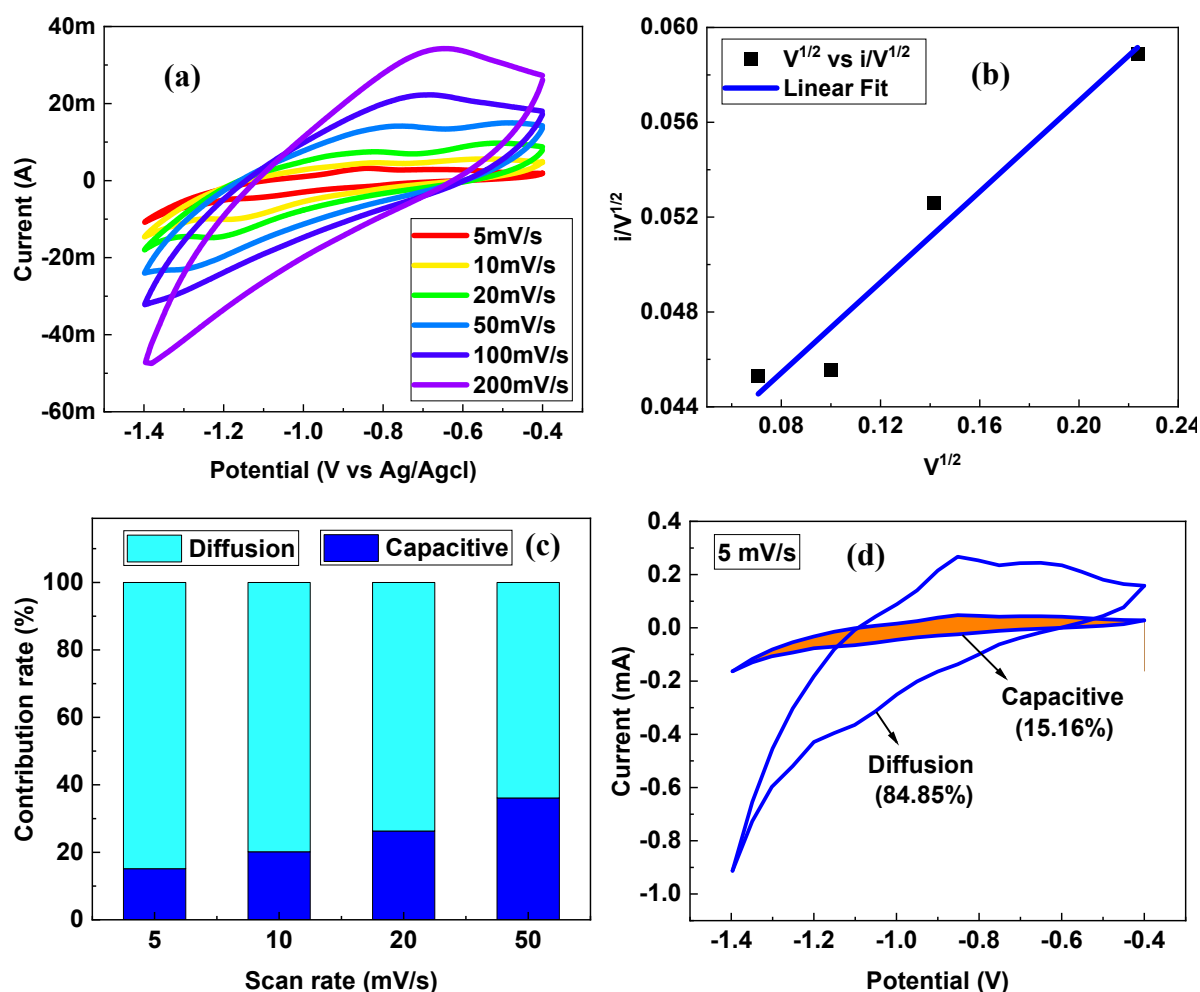 (a)
40m
20m
0
-20m
-40m
-60m
Current (A)
-1.4 -1.2 -1.0 -0.8 -0.6 -0.4
Potential (V vs Ag/Agcl)
5mV/s
10mV/s
20mV/s
50mV/s
100mV/s
200mV/s
(b)
V1/2 vs i/V1/2
Linear Fit
0.060
0.056
0.052
0.048
0.044
i/V1/2
0.08 0.12 0.16 0.20 0.24
V1/2
Diffusion Capacitive (c)
100
80
60
40
20
0
Contribution rate (%)
5 10 20 50
Scan rate (mV/s)
5 mV/s
(d)
0.4
0.2
0.0
-0.2
-0.4
-0.6
-0.8
-1.0
Current (mA)
Capacitive
(15.16%)
Diffusion
(84.85%)
-1.4 -1.2 -1.0 -0.8 -0.6 -0.4
Potential (V)